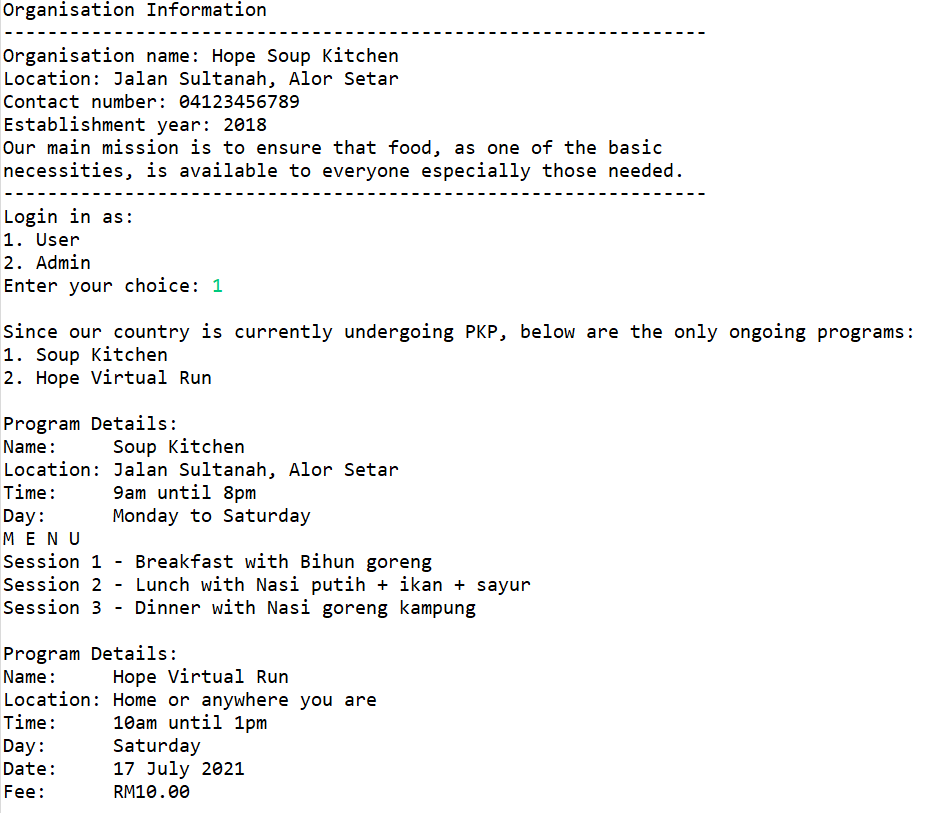 Organisation Information
----------------------------------------------------------------
Organisation name: Hope Soup Kitchen
Location: Jalan Sultanah, Alor Setar
Contact number: 04123456789
Establishment year: 2018
Our main mission is to ensure that food, as one of the basic
necessities, is available to everyone especially those needed.
----------------------------------------------------------------
Login in as:
1. User
2. Admin
Enter your choice: 1

Since our country is currently undergoing PKP, below are the only ongoing programs:
1. Soup Kitchen
2. Hope Virtual Run

Program Details:
Name:     Soup Kitchen
Location: Jalan Sultanah, Alor Setar
Time:     9am until 8pm
Day:      Monday to Saturday
M E N U
Session 1 - Breakfast with Bihun goreng
Session 2 - Lunch with Nasi putih + ikan + sayur
Session 3 - Dinner with Nasi goreng kampung

Program Details:
Name:     Hope Virtual Run
Location: Home or anywhere you are
Time:     10am until 1pm
Day:      Saturday
Date:     17 July 2021
Fee:      RM10.00